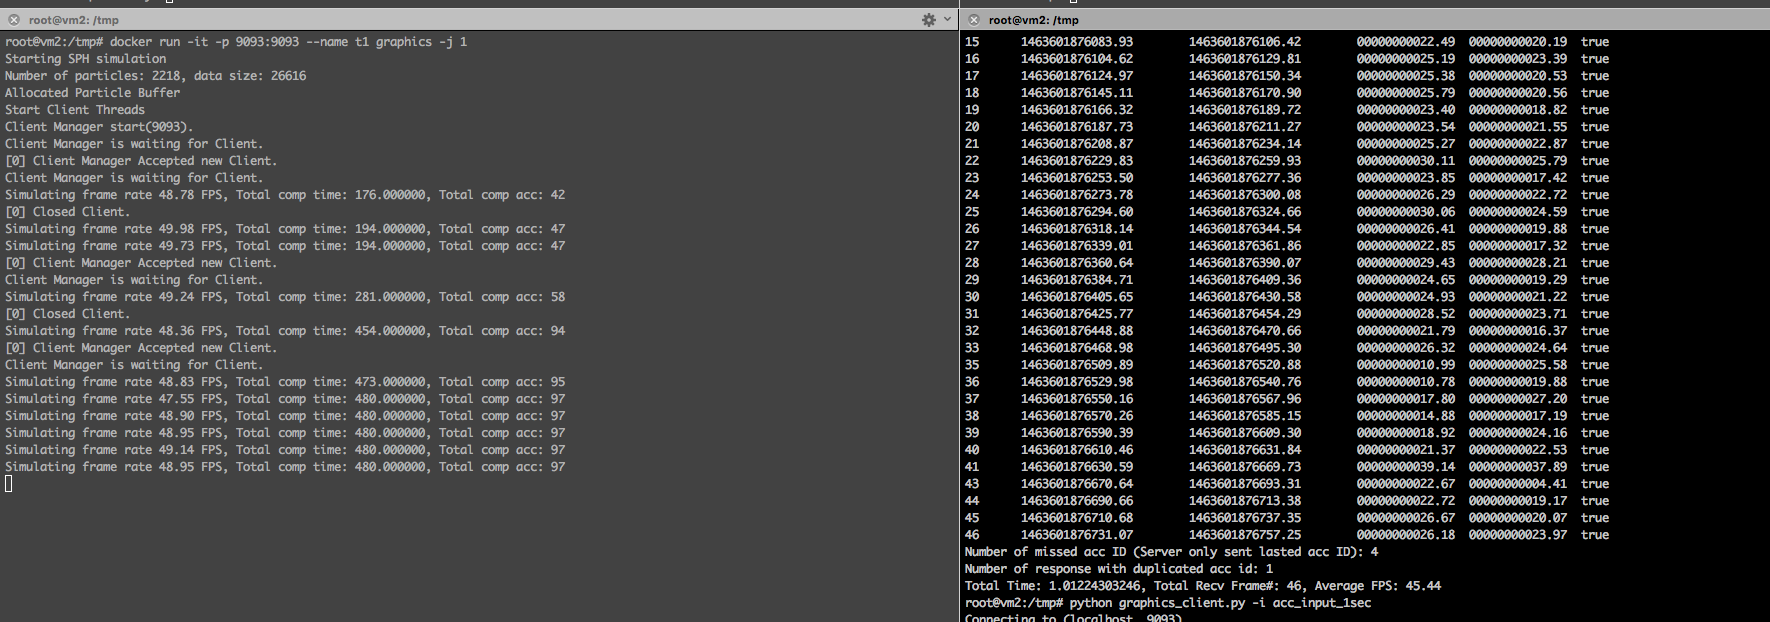 root@vm2: /tmp
root@vm2:/tmp# docker run -it -p 9093:9093 --name t1 graphics -j 1
Starting SPH simulation
Number of particles: 2218, data size: 26616
Allocated Particle Buffer
Start Client Threads
Client Manager start(9093).
Client Manager is waiting for Client.
[0] Client Manager Accepted new Client.
Client Manager is waiting for Client.
Simulating frame rate 48.78 FPS, Total comp time: 176.000000, Total comp acc: 42
[0] Closed Client.
Simulating frame rate 49.98 FPS, Total comp time: 194.000000, Total comp acc: 47
Simulating frame rate 49.73 FPS, Total comp time: 194.000000, Total comp acc: 47
[0] Client Manager Accepted new Client.
Client Manager is waiting for Client.
Simulating frame rate 49.24 FPS, Total comp time: 281.000000, Total comp acc: 58
[0] Closed Client.
Simulating frame rate 48.36 FPS, Total comp time: 454.000000, Total comp acc: 94
[0] Client Manager Accepted new Client.
Client Manager is waiting for Client.
Simulating frame rate 48.83 FPS, Total comp time: 473.000000, Total comp acc: 95
Simulating frame rate 47.55 FPS, Total comp time: 480.000000, Total comp acc: 97
Simulating frame rate 48.90 FPS, Total comp time: 480.000000, Total comp acc: 97
Simulating frame rate 48.95 FPS, Total comp time: 480.000000, Total comp acc: 97
Simulating frame rate 49.14 FPS, Total comp time: 480.000000, Total comp acc: 97
Simulating frame rate 48.95 FPS, Total comp time: 480.000000, Total comp acc: 97
root@vm2: /tmp
15 1463601876083.93 1463601876106.42 00000000022.49 00000000020.19 true
16 1463601876104.62 1463601876129.81 00000000025.19 00000000023.39 true
17 1463601876124.97 1463601876150.34 00000000025.38 00000000020.53 true
18 1463601876145.11 1463601876170.90 00000000025.79 00000000020.56 true
19 1463601876166.32 1463601876189.72 00000000023.40 00000000018.82 true
20 1463601876187.73 1463601876211.27 00000000023.54 00000000021.55 true
21 1463601876208.87 1463601876234.14 00000000025.27 00000000022.87 true
22 1463601876229.83 1463601876259.93 00000000030.11 00000000025.79 true
23 1463601876253.50 1463601876277.36 00000000023.85 00000000017.42 true
24 1463601876273.78 1463601876300.08 00000000026.29 00000000022.72 true
25 1463601876294.60 1463601876324.66 00000000030.06 00000000024.59 true
26 1463601876318.14 1463601876344.54 00000000026.41 00000000019.88 true
27 1463601876339.01 1463601876361.86 00000000022.85 00000000017.32 true
28 1463601876360.64 1463601876390.07 00000000029.43 00000000028.21 true
29 1463601876384.71 1463601876409.36 00000000024.65 00000000019.29 true
30 1463601876405.65 1463601876430.58 00000000024.93 00000000021.22 true
31 1463601876425.77 1463601876454.29 00000000028.52 00000000023.71 true
32 1463601876448.88 1463601876470.66 00000000021.79 00000000016.37 true
33 1463601876468.98 1463601876495.30 00000000026.32 00000000024.64 true
35 1463601876509.89 1463601876520.88 00000000010.99 00000000025.58 true
36 1463601876529.98 1463601876540.76 00000000010.78 00000000019.88 true
37 1463601876550.16 1463601876567.96 00000000017.80 00000000027.20 true
38 1463601876570.26 1463601876585.15 00000000014.88 00000000017.19 true
39 1463601876590.39 1463601876609.30 00000000018.92 00000000024.16 true
40 1463601876610.46 1463601876631.84 00000000021.37 00000000022.53 true
41 1463601876630.59 1463601876669.73 00000000039.14 00000000037.89 true
43 1463601876670.64 1463601876693.31 00000000022.67 00000000004.41 true
44 1463601876690.66 1463601876713.38 00000000022.72 00000000019.17 true
45 1463601876710.68 1463601876737.35 00000000026.67 00000000020.07 true
46 1463601876731.07 1463601876757.25 00000000026.18 00000000023.97 true
Number of missed acc ID (Server only sent lasted acc ID): 4
Number of response with duplicated acc id: 1
Total Time: 1.01224303246, Total Recv Frame#: 46, Average FPS: 45.44
root@vm2:/tmp# python graphics_client.py -i acc_input_1sec
Connecting to (localhost, 9093)